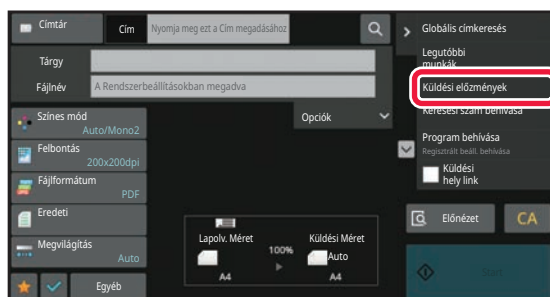 Címtár
Cím
Nyomja meg ezt a Cím megadásához
Globális címkeresés
Tárgy
Legutóbbi
munkák
Fájlnév
A Rendszerbeállításokban megadva
Küldési előzmények
Keresési szám behívása
Színes mód
Auto/Mono2
Opciók
Felbontás
200x200dpi
Program behívása
Regisztrált beáll. behívása
Fájlformátum
PDF
Küldési
hely link
Eredeti
Előnézet
CA
Megvilágítás
Auto
Lapolv. Méret
100%
Küldési Méret
Auto
A4
A4
Egyéb
Start